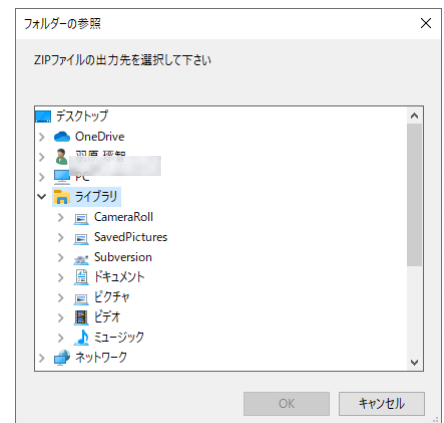 フォルダーの参照
ZIPファイルの出力先を選択して下さい
デスクトップ
OneDrive
PC
ライブラリ
CameraRoll
SavedPictures
Subversion
ドキュメント
ピクチャ
ビデオ
ミュージック
ネットワーク
OK キャンセル